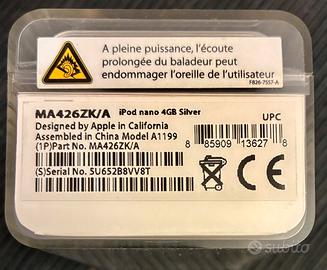 A pleine puissance, l'écoute
prolongée du baladeur peut
endommager l'oreille de l'utilisateur
F826-7557-A
MA426ZK/A iPod nano 4GB Silver
UPC
Designed by Apple in California
Assembled in China Model A1199
(1P)Part No. MA426ZK/A
8 85909 13627 8
(S)Serial No. 5U652B8VV8T
CE
subito